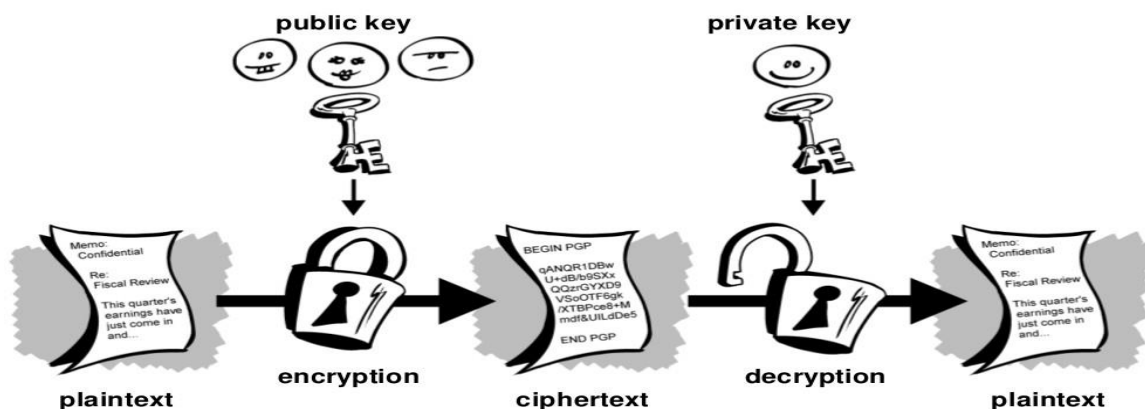 public key
private key
Memo:
Confidential
Re:
Fiscal Review
This quarter's
earnings have
just come in
and...
BEGIN PGP
qANQR1DBw
U+dB/b9SXx
QQzrGYXD9
VSoOTF6gk
/XTBPce8+M
mdf&UILdDe5
END PGP
Memo:
Confidential
Re:
Fiscal Review
This quarter's
earnings have
just come in
and...
encryption
decryption
plaintext
ciphertext
plaintext